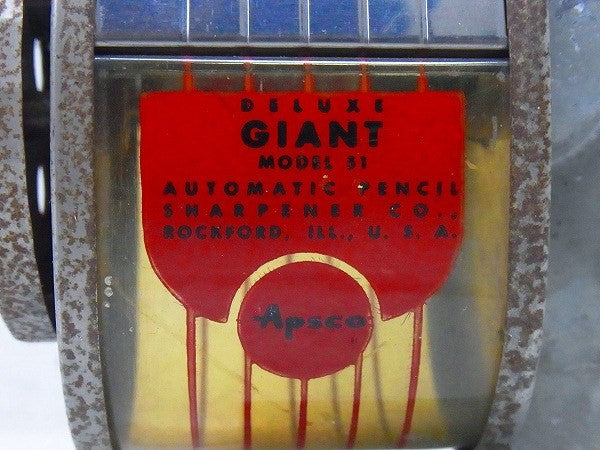 DELUXE
GIANT
MODEL 51
AUTOMATIC PENCIL
SHARPENER CO.,
ROCKFORD, ILL., U. S. A.
Apsco